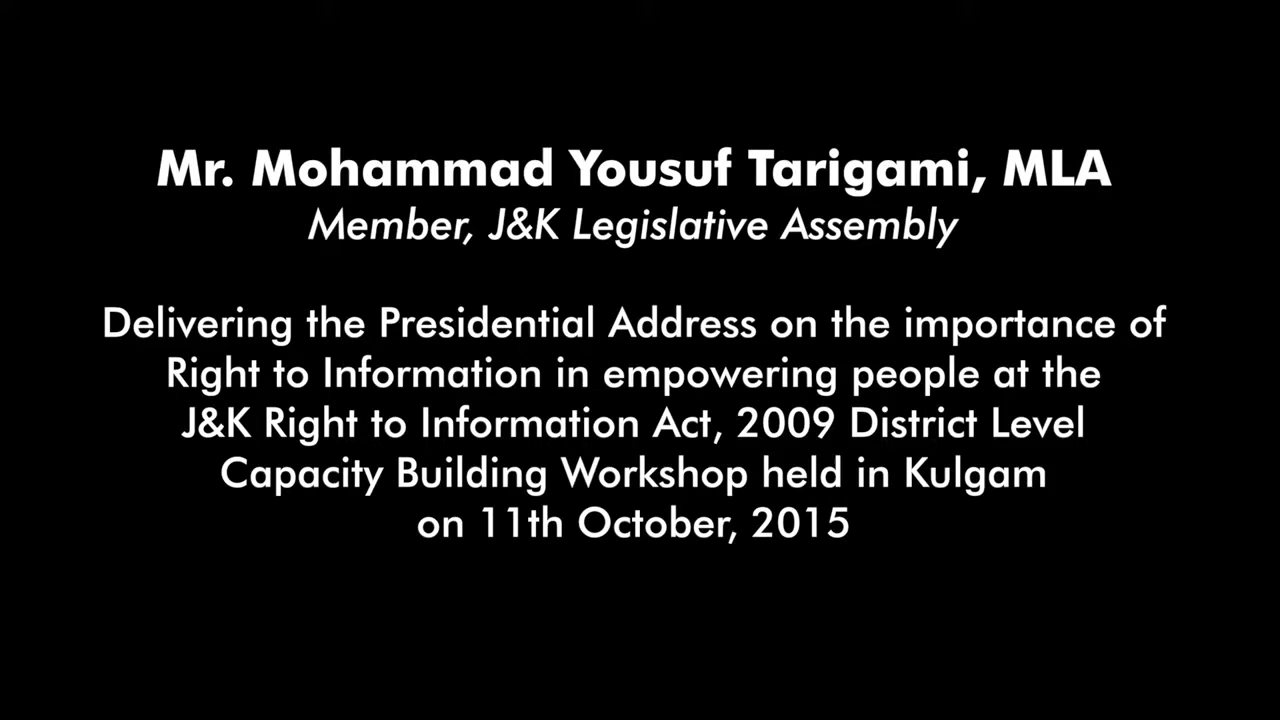 Mr. Mohammad Yousuf Tarigami, MLA
Member, J&K Legislative Assembly
Delivering the Presidential Address on the importance of
Right to Information in empowering people at the
J&K Right to Information Act, 2009 District Level
Capacity Building Workshop held in Kulgam
on 11th October, 2015